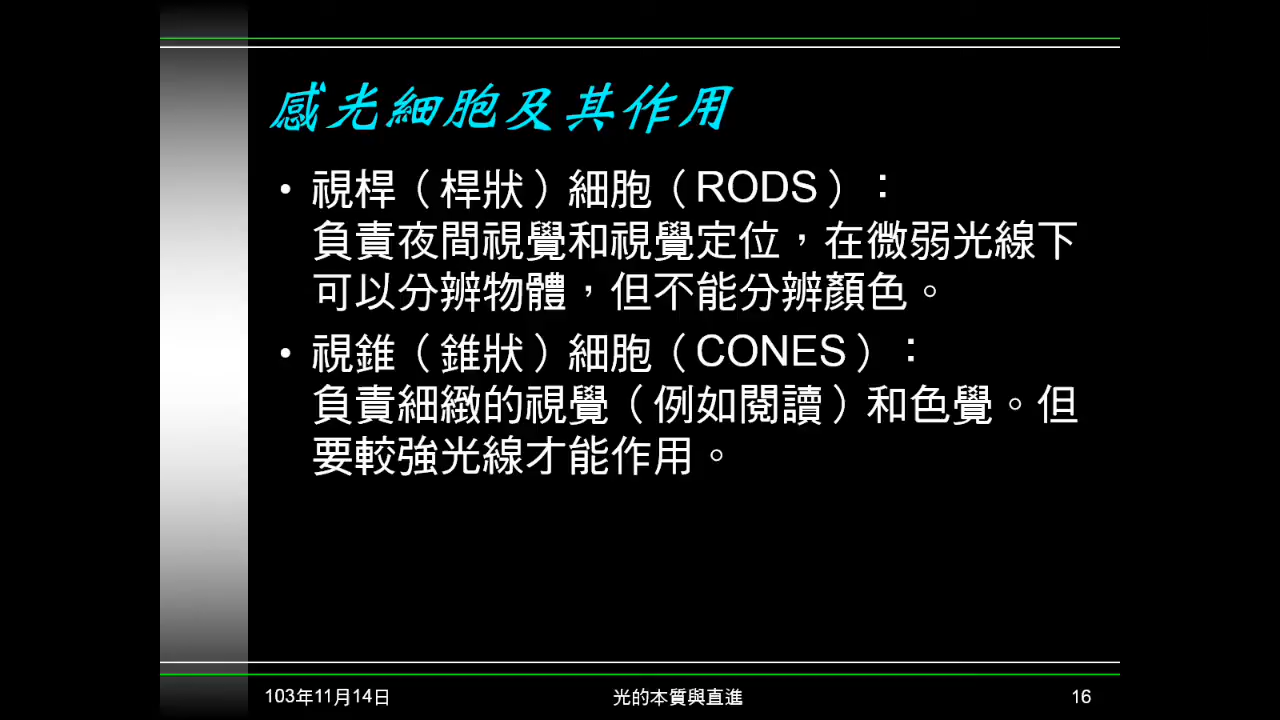 感光細胞及其作用
• 視桿（桿狀）細胞（RODS）：
負責夜間視覺和視覺定位，在微弱光線下
可以分辨物體，但不能分辨顏色。
• 視錐（錐狀）細胞（CONES）：
負責細緻的視覺（例如閱讀）和色覺。但
要較強光線才能作用。
103年11月14日
光的本質與直進
16